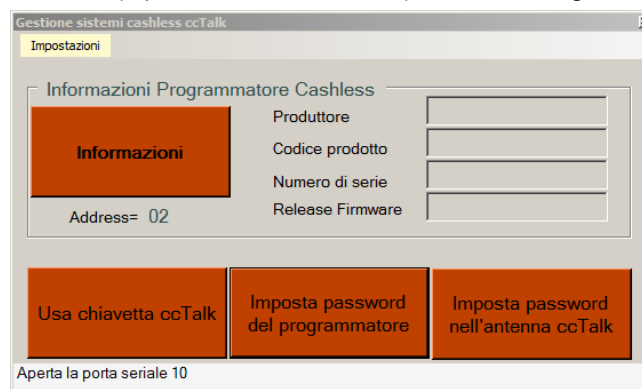 Gestione sistemi cashless ccTalk
Impostazioni
Informazioni Programmatore Cashless
Informazioni
Produttore
Codice prodotto
Numero di serie
Release Firmware
Address= 02
Usa chiavetta ccTalk
Imposta password
del programmatore
Imposta password
nell'antenna ccTalk
Aperta la porta seriale 10